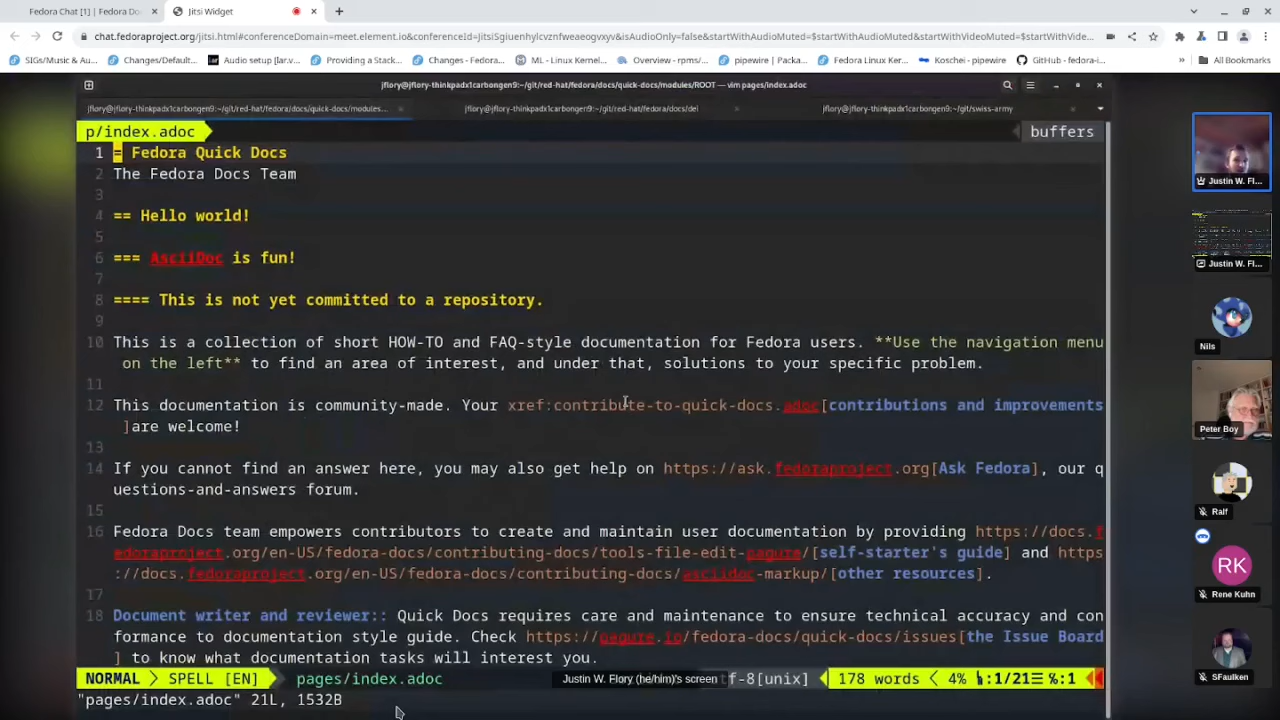 Fedora Chat [1] | Fedora Do
Jitsi Widget
chat.fedoraproject.org/jitsi.html#conferenceDomain=meet.element.io&conferenceId=
&isAudioOnly=false&startWithAudioMuted=$startWithAudioMuted&startWithVideoMuted=$startWithVide...
SIGs/Music & Au...
Changes/Default...
Audio setup [lar.v...
Providing a Stack...
Changes - Fedora...
ML - Linux Kernel...
Overview - rpms/...
pipewire | Packa...
Fedora Linux Ker...
Koschei - pipewire
GitHub - fedora-i...
All Bookmarks
jflory@jflory-thinkpadx1carbongen9:~/git/red-hat/fedora/docs/quick-docs/modules/ROOT — vim pages/index.adoc
jflory@jflory-thinkpadx1carbongen9:~/git/red-hat/fedora/docs/quick-docs/modules...
jflory@jflory-thinkpadx1carbongen9:~/git/red-hat/fedora/docs/del
jflory@jflory-thinkpadx1carbongen9:~/git/swiss-army
p/index.adoc
buffers
1 = Fedora Quick Docs
2 The Fedora Docs Team
3
4 == Hello world!
5
6 === AsciiDoc is fun!
7
8 ==== This is not yet committed to a repository.
9
10 This is a collection of short HOW-TO and FAQ-style documentation for Fedora users. **Use the navigation menu
on the left** to find an area of interest, and under that, solutions to your specific problem.
11
12 This documentation is community-made. Your xref:contribute-to-quick-docs.adoc[contributions and improvements
]are welcome!
13
14 If you cannot find an answer here, you may also get help on https://ask.fedoraproject.org[Ask Fedora], our q
uestions-and-answers forum.
15
16 Fedora Docs team empowers contributors to create and maintain user documentation by providing https://docs.f
edoraproject.org/en-US/fedora-docs/contributing-docs/tools-file-edit-pagure/[self-starter's guide] and https
://docs.fedoraproject.org/en-US/fedora-docs/contributing-docs/asciidoc-markup/[other resources].
17
18 Document writer and reviewer:: Quick Docs requires care and maintenance to ensure technical accuracy and con
formance to documentation style guide. Check https://pagure.io/fedora-docs/quick-docs/issues[the Issue Board
] to know what documentation tasks will interest you.
NORMAL SPELL [EN] pages/index.adoc
Justin W. Flory (he/him)'s screen
tf-8[unix] 178 words 4% ㏑:1/21☰℅:1
"pages/index.adoc" 21L, 1532B
Justin W. Fl...
Justin W. Fl...
Nils
Peter Boy
Ralf
RK
Rene Kuhn
SFaulken